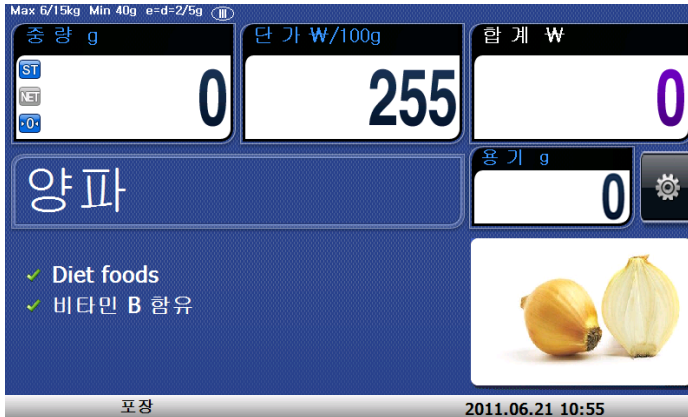 Max 6/15kg Min 40g e=d=2/5g III
중량 g 단가 ₩/100g 합계 ₩
ST
NET
0 255 0
▸0◂
용기 g
양파
0
Diet foods
비타민 B 함유
포장 2011.06.21 10:55